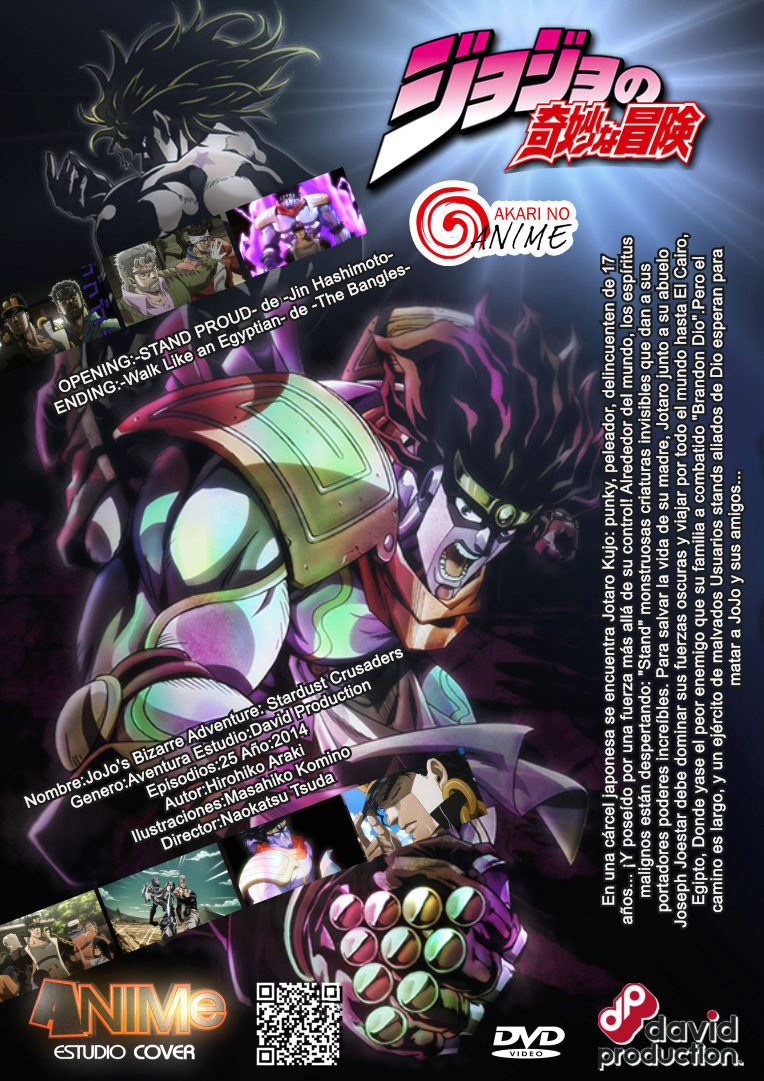 ジョジョの
奇妙な冒険
AKARI NO
ANIME
ゴゴゴ
OPENING:-STAND PROUD- de -Jin Hashimoto-
ENDING:-Walk Like an Egyptian- de -The Bangles-
En una cárcel japonesa se encuentra Jotaro Kujo: punky, peleador, delincuenten de 17
años... ¡Y poseído por una fuerza más allá de su control! Alrededor del mundo, los espíritus
malignos están despertando: "Stand" monstruosas criaturas invisibles que dan a sus
portadores poderes increíbles. Para salvar la vida de su madre, Jotaro junto a su abuelo
Joseph Joestar debe dominar sus fuerzas oscuras y viajar por todo el mundo hasta El Cairo,
Egipto, Donde yase el peor enemigo que su familia a combatido "Brandon Dio".Pero el
camino es largo, y un ejército de malvados Usuarios stands aliados de Dio esperan para
matar a JoJo y sus amigos...
Nombre:JoJo's Bizarre Adventure: Stardust Crusaders
Genero:Aventura Estudio:David Production
Episodios:25 Año:2014
Autor:Hirohiko Araki
Ilustraciones:Masahiko Komino
Director:Naokatsu Tsuda
ANIMe
ESTUDIO COVER
DVD
VIDEO
dp
david
production.